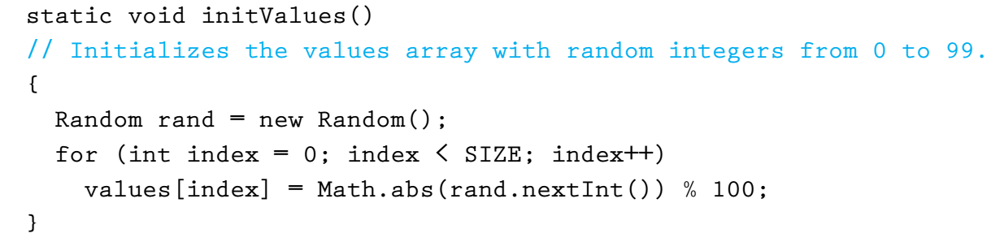 static void initValues()
// Initializes the values array with random integers from 0 to 99.
{
  Random rand = new Random();
  for (int index = 0; index < SIZE; index++)
    values[index] = Math.abs(rand.nextInt()) % 100;
}